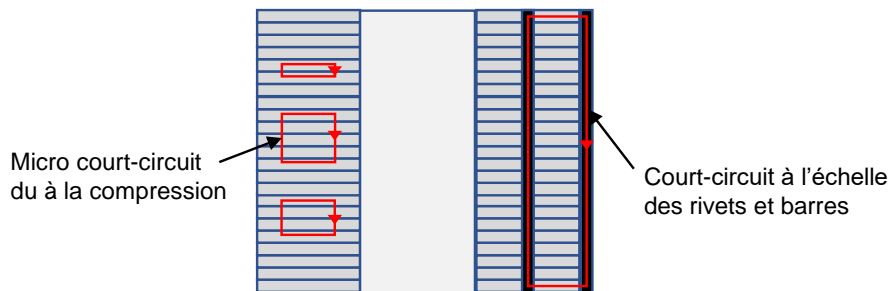 Micro court-circuit
du à la compression
Court-circuit à l'échelle
des rivets et barres